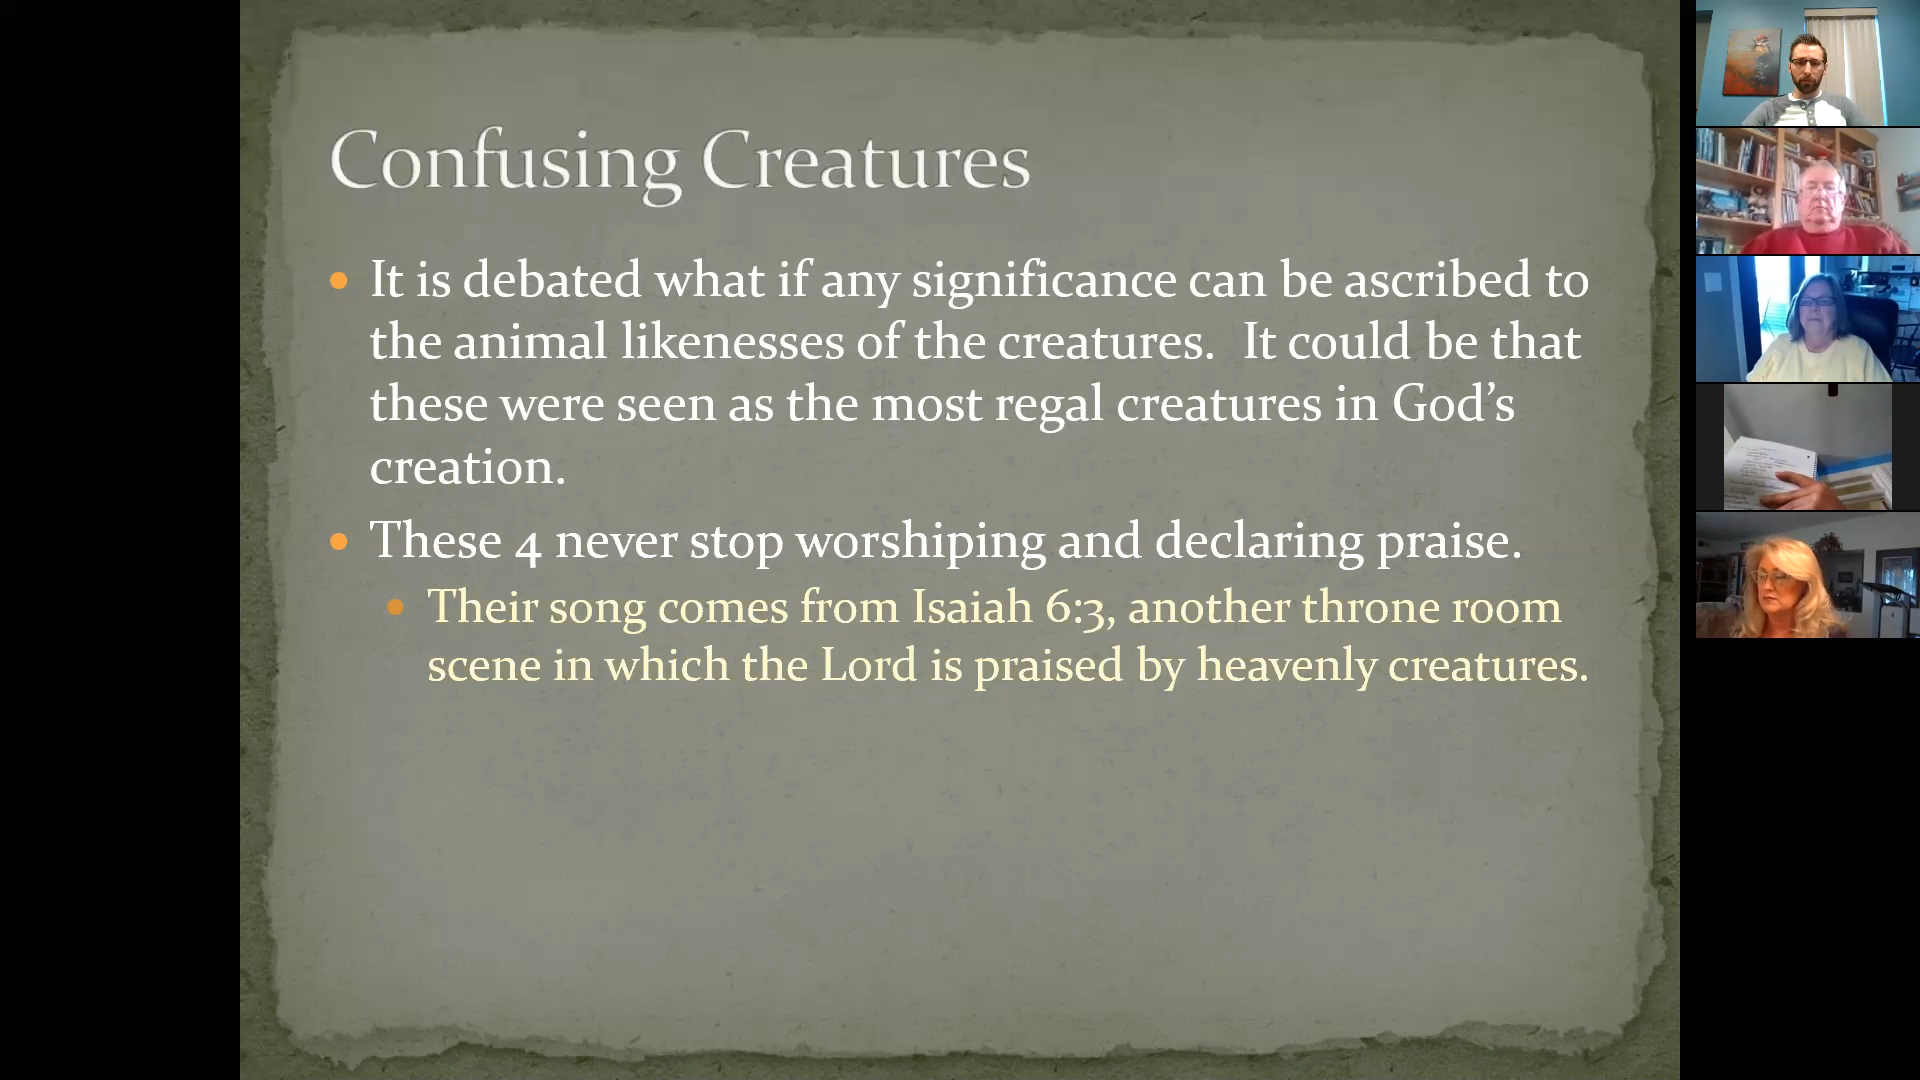 Confusing Creatures
It is debated what if any significance can be ascribed to
the animal likenesses of the creatures. It could be that
these were seen as the most regal creatures in God's
creation.
These 4 never stop worshiping and declaring praise.
Their song comes from Isaiah 6:3, another throne room
scene in which the Lord is praised by heavenly creatures.